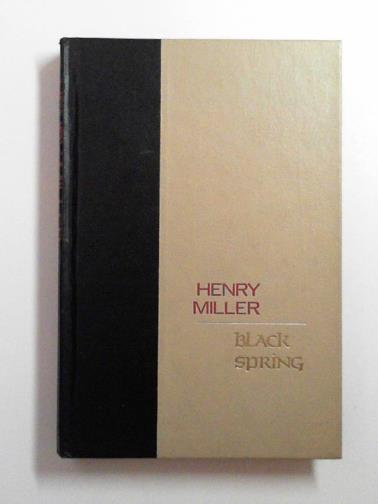 HENRY
MILLER
BLACK
SPRING